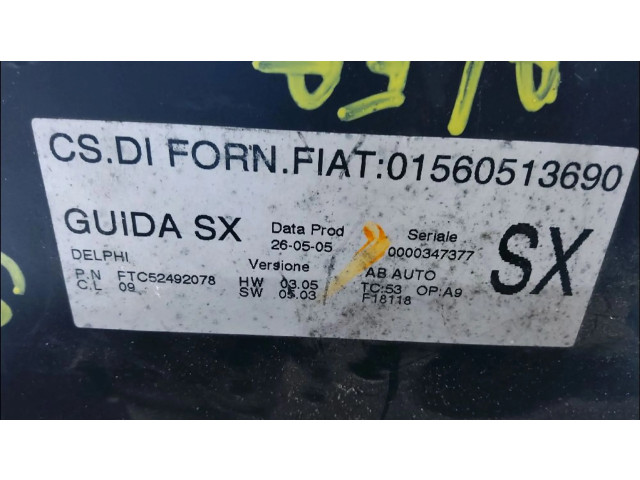 CS.DI FORN.FIAT:01560513690
GUIDA SX Data Prod Seriale SX
26-05-05 0000347377
DELPHI Versione AB AUTO
P.N FTC52492078 HW 03.05 TC:53 OP:A9
C.L 09 SW 05.03 F18118